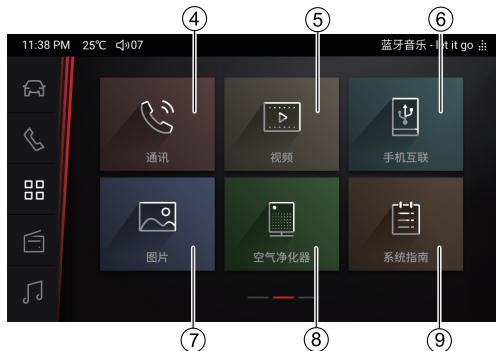 ④ ⑤ ⑥
11:38 PM 25℃ 07 蓝牙音乐 - let it go
通讯 视频 手机互联
图片 空气净化器 系统指南
⑦ ⑧ ⑨